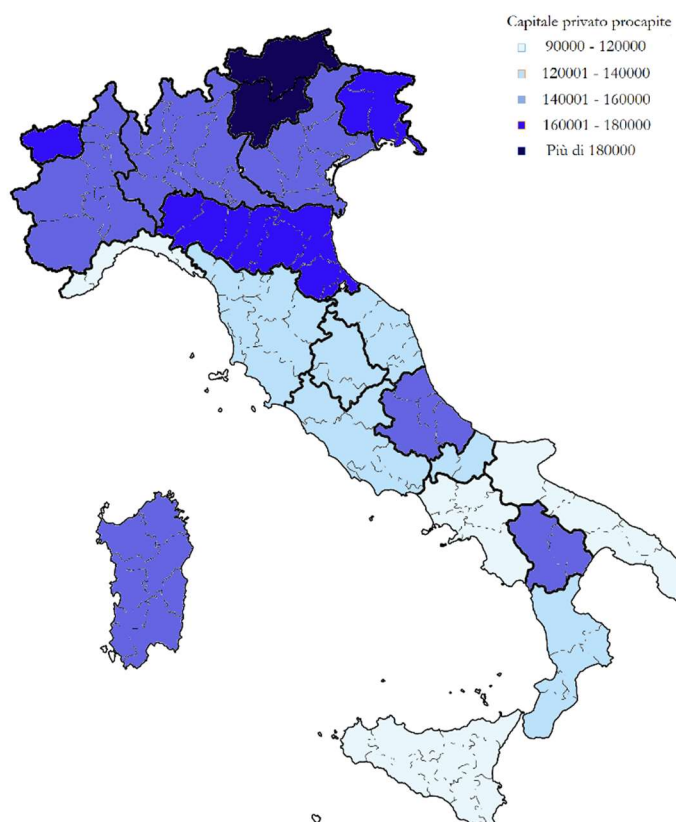 Capitale privato procapite
90000 - 120000
120001 - 140000
140001 - 160000
160001 - 180000
Più di 180000